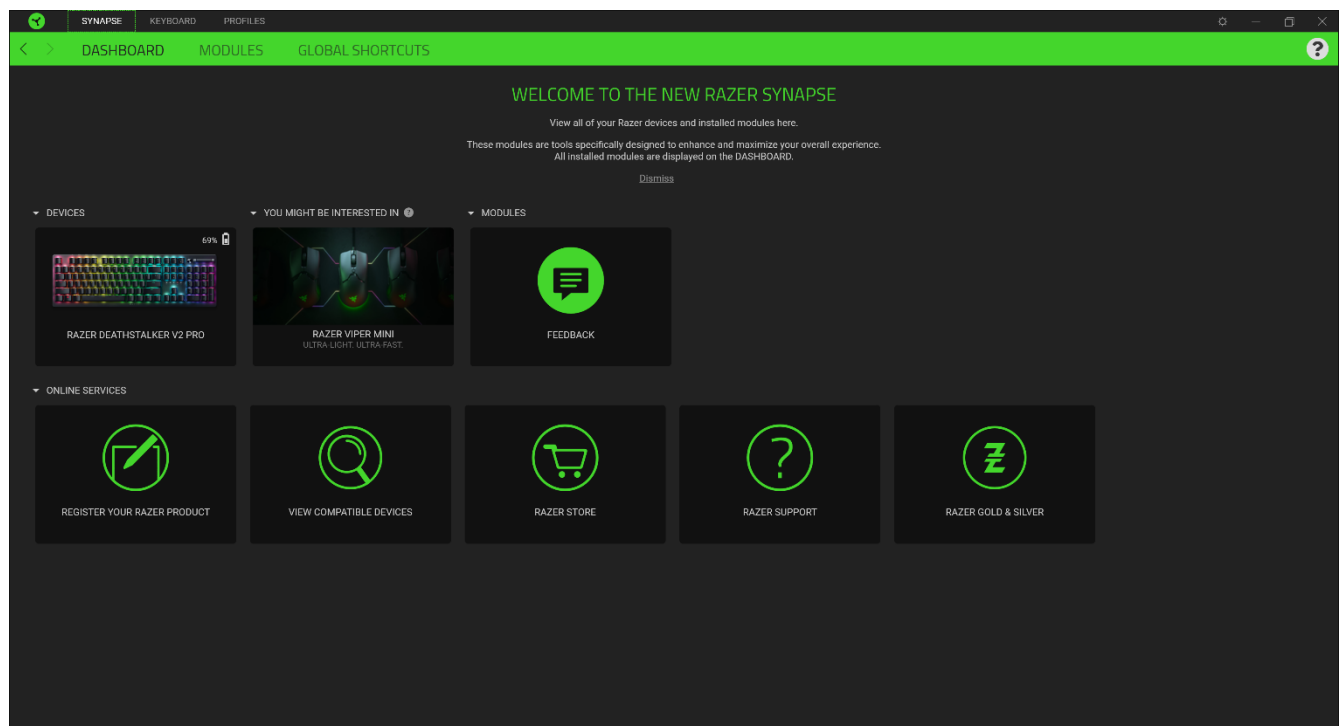 SYNAPSE KEYBOARD PROFILES
DASHBOARD MODULES GLOBAL SHORTCUTS ?
WELCOME TO THE NEW RAZER SYNAPSE
View all of your Razer devices and installed modules here.
These modules are tools specifically designed to enhance and maximize your overall experience.
All installed modules are displayed on the DASHBOARD.
Dismiss
DEVICES
69%
RAZER DEATHSTALKER V2 PRO
YOU MIGHT BE INTERESTED IN ?
RAZER VIPER MINI
ULTRA-LIGHT. ULTRA-FAST.
MODULES
FEEDBACK
ONLINE SERVICES
REGISTER YOUR RAZER PRODUCT
VIEW COMPATIBLE DEVICES
RAZER STORE
?
RAZER SUPPORT
RAZER GOLD & SILVER